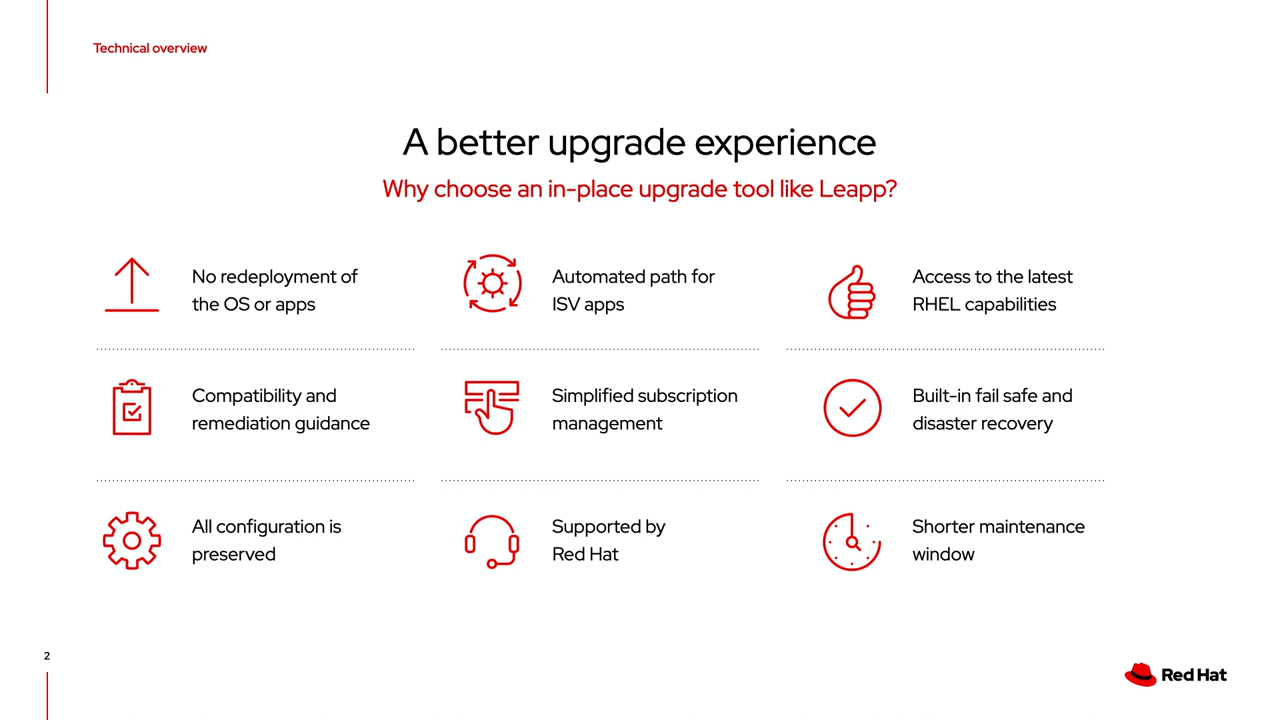 Technical overview
A better upgrade experience
Why choose an in-place upgrade tool like Leapp?
No redeployment of
the OS or apps
Automated path for
ISV apps
Access to the latest
RHEL capabilities
Compatibility and
remediation guidance
Simplified subscription
management
Built-in fail safe and
disaster recovery
All configuration is
preserved
Supported by
Red Hat
Shorter maintenance
window
2
Red Hat